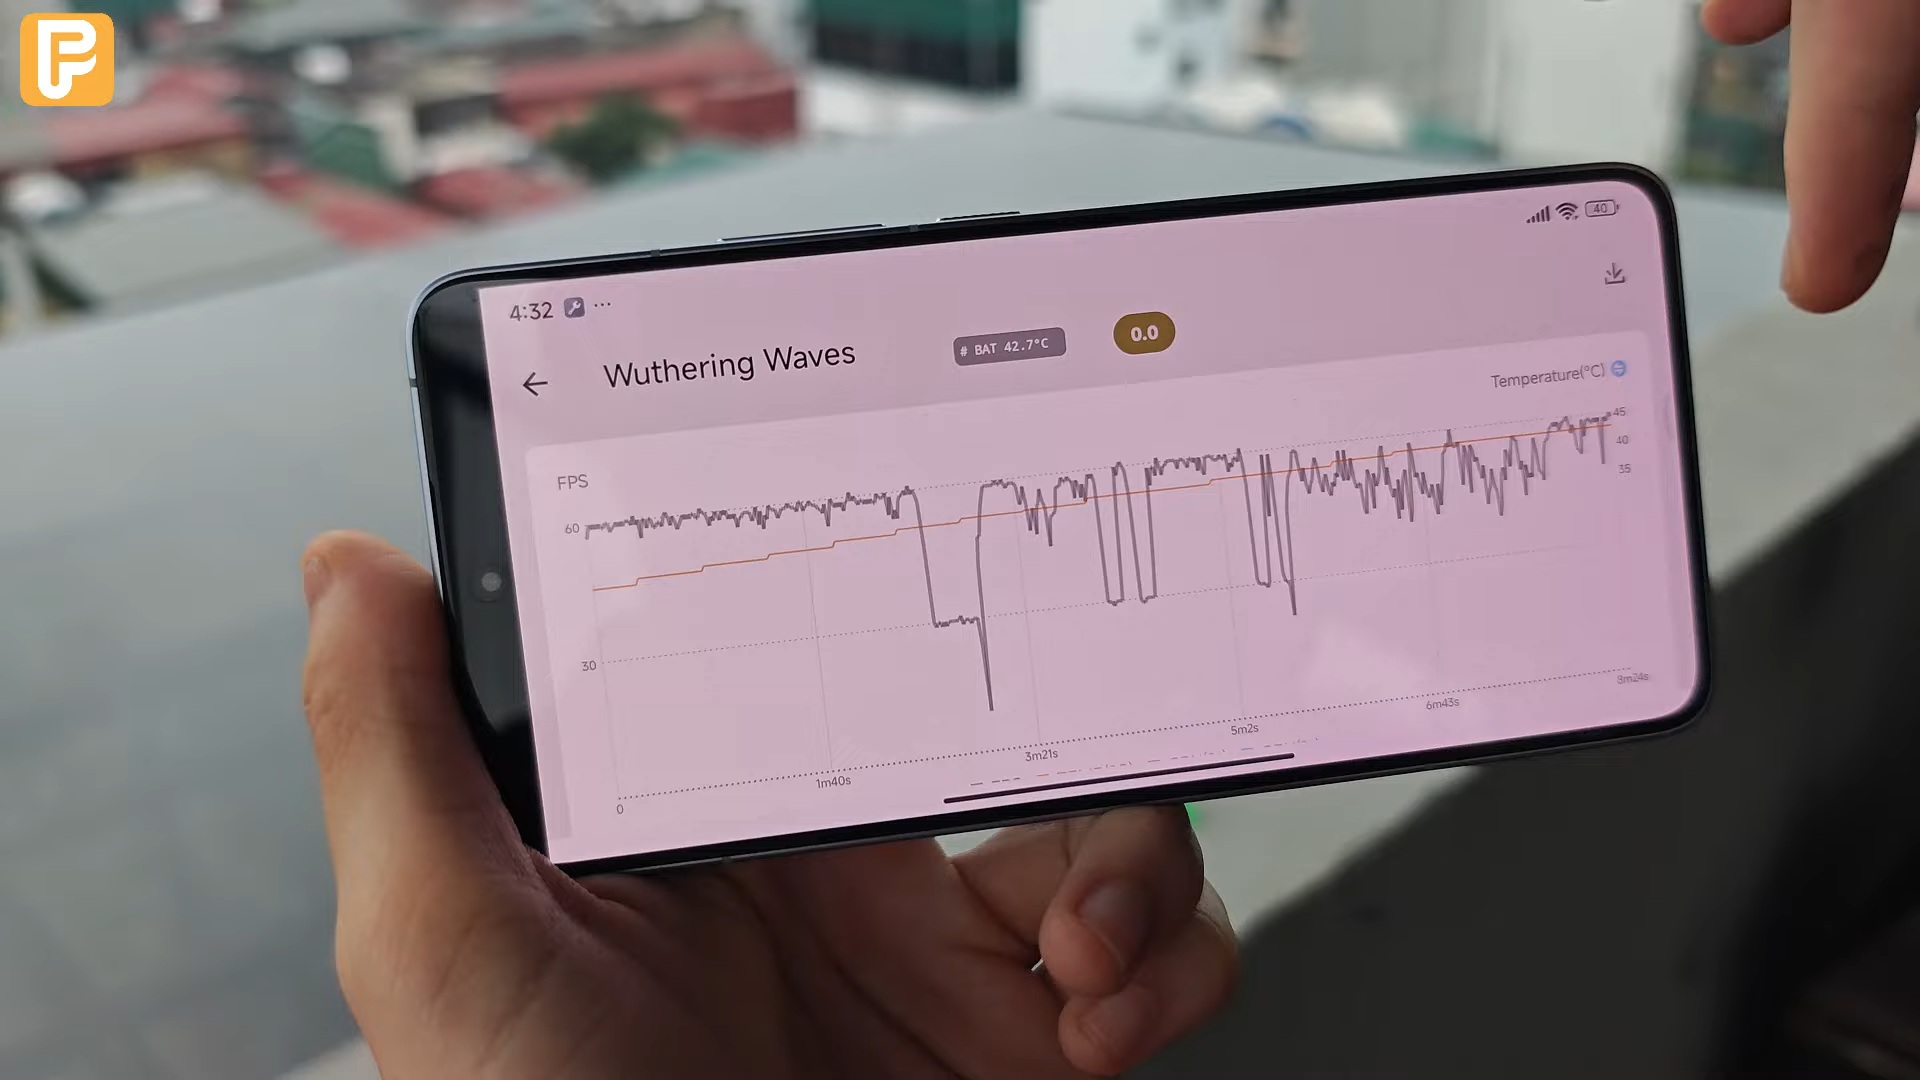 P
4:32 ...
40
Wuthering Waves
# BAT 42.7°C
0.0
Temperature(°C)
FPS
45
40
35
60
30
0
1m40s
3m21s
5m2s
6m43s
8m24s